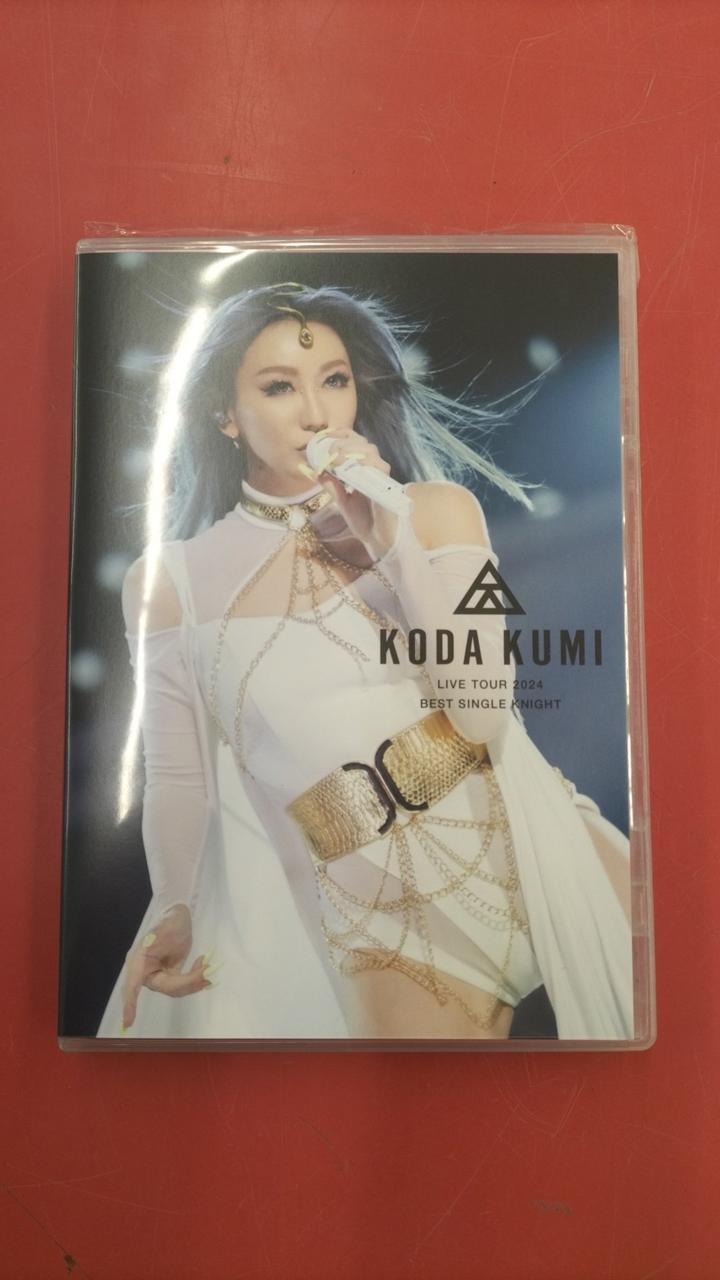 KODA KUMI
LIVE TOUR 2024
BEST SINGLE KNIGHT